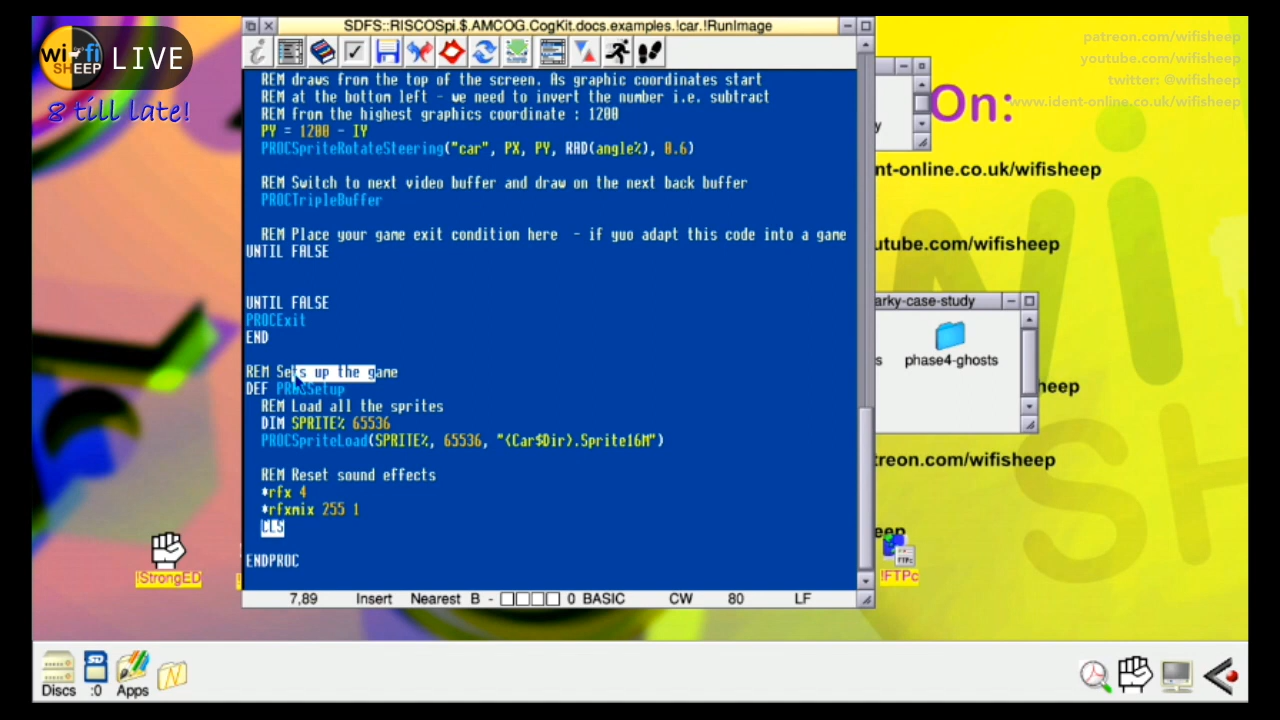 wi-fi
SHEEP
LIVE
8 till late!
SDFS::RISCOSpi.$.AMCOG.CogKit.docs.examples.!car.!RunImage
patreon.com/wifisheep
youtube.com/wifisheep
twitter: @wifisheep
www.ident-online.co.uk/wifisheep
On:
REM draws from the top of the screen. As graphic coordinates start
REM at the bottom left - we need to invert the number i.e. subtract
REM from the highest graphics coordinate : 1200
PY = 1200 - IY
PROCSpriteRotateSteering("car", PX, PY, RAD(angle%), 0.6)
REM Switch to next video buffer and draw on the next back buffer
PROCTripleBuffer
REM Place your game exit condition here - if yuo adapt this code into a game
UNTIL FALSE
UNTIL FALSE
PROCExit
END
REM Sets up the game
DEF PROCSetup
REM Load all the sprites
DIM SPRITE% 65536
PROCSpriteLoad(SPRITE%, 65536, "<Car$Dir>.Sprite16M")
REM Reset sound effects
*rfx 4
*rfxmix 255 1
CLS
ENDPROC
7,89 Insert Nearest B - 0 BASIC CW 80 LF
y
nt-online.co.uk/wifisheep
utube.com/wifisheep
arky-case-study
s
phase4-ghosts
heep
treon.com/wifisheep
eep
!StrongED
!FTPc
FTPc
Wi
SH
Discs
SD
:0
Apps